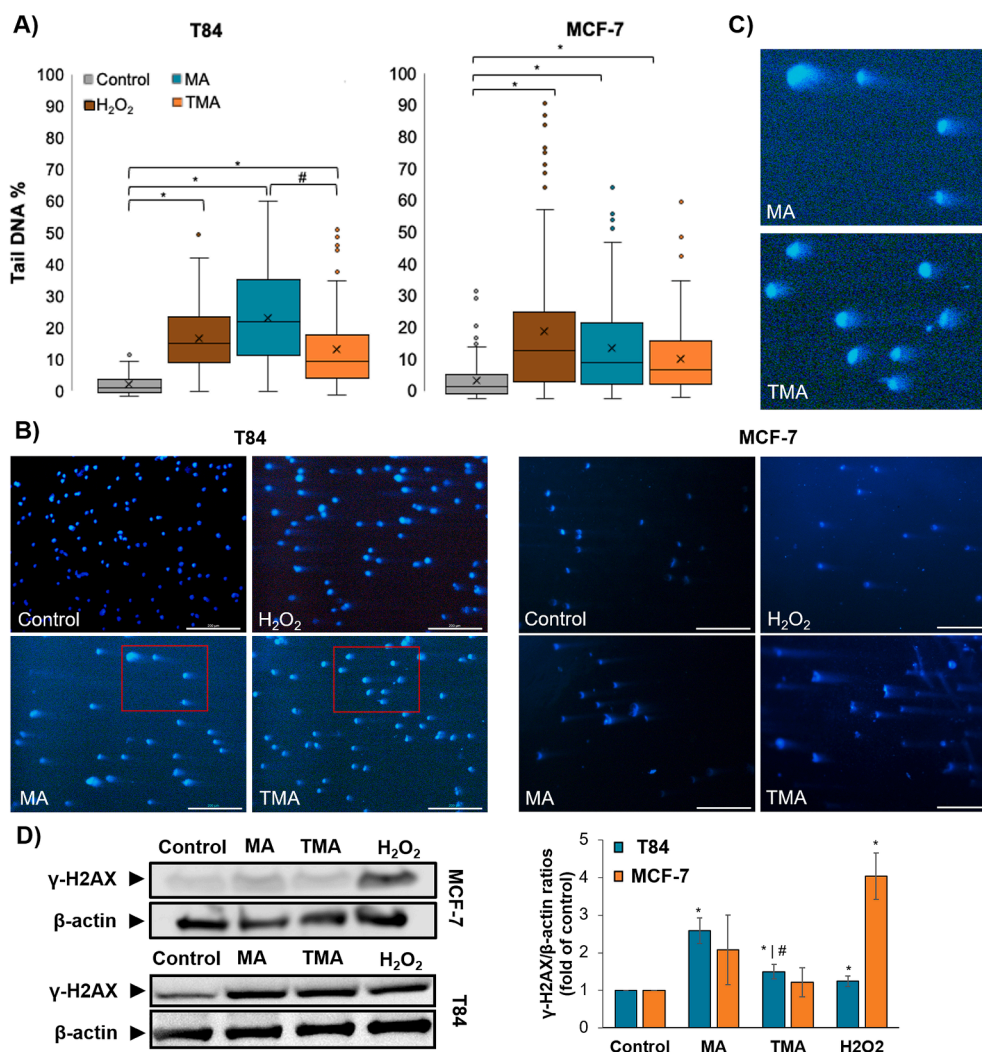 A)
T84
MCF-7
C)
Control
MA
H₂O₂
TMA
Tail DNA %
100
90
80
70
60
50
40
30
20
10
0
*
*
*
#
100
90
80
70
60
50
40
30
20
10
0
*
*
*
MA
TMA
B)
T84
MCF-7
Control
H₂O₂
Control
H₂O₂
MA
TMA
MA
TMA
D)
Control MA TMA H₂O₂
γ-H2AX
β-actin
MCF-7
Control MA TMA H₂O₂
γ-H2AX
β-actin
T84
γ-H2AX/β-actin ratios
(fold of control)
5
4
3
2
1
0
T84
MCF-7
*
* | #
*
*
Control MA TMA H2O2